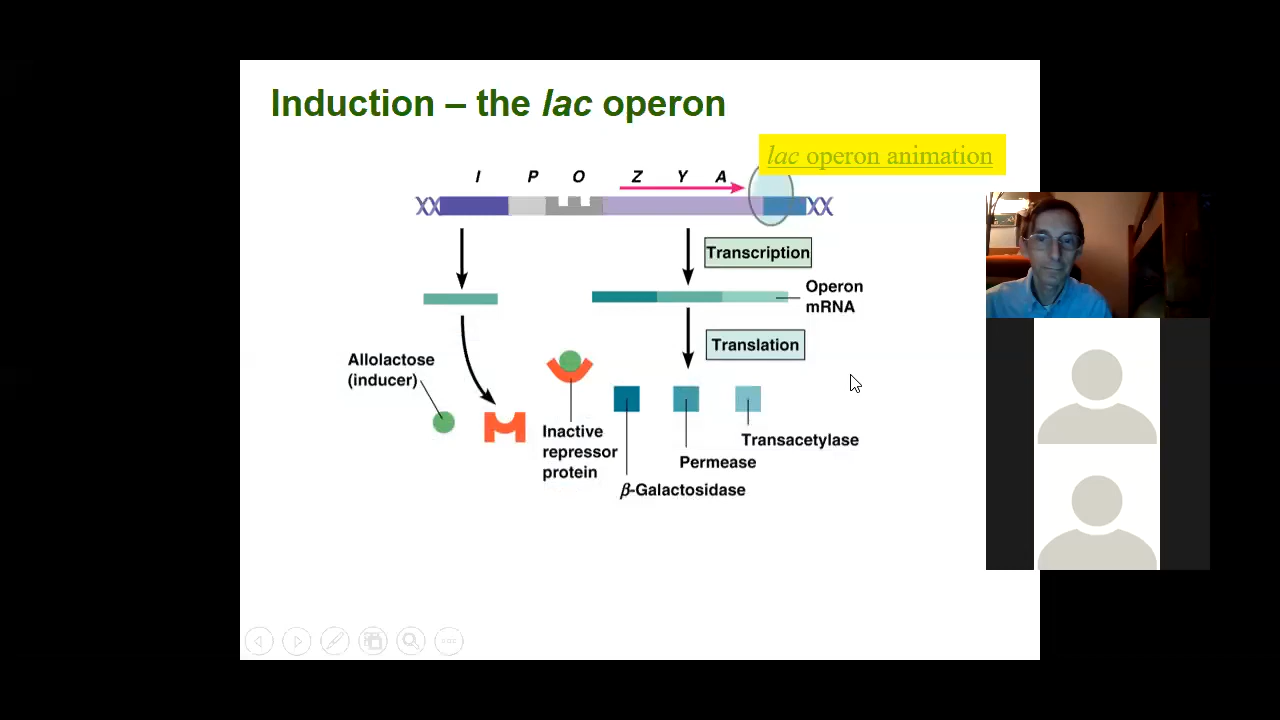 Induction – the lac operon
lac operon animation
I P O Z Y A
Transcription
Operon
mRNA
Translation
Allolactose
(inducer)
Inactive
repressor
protein
Transacetylase
Permease
β-Galactosidase